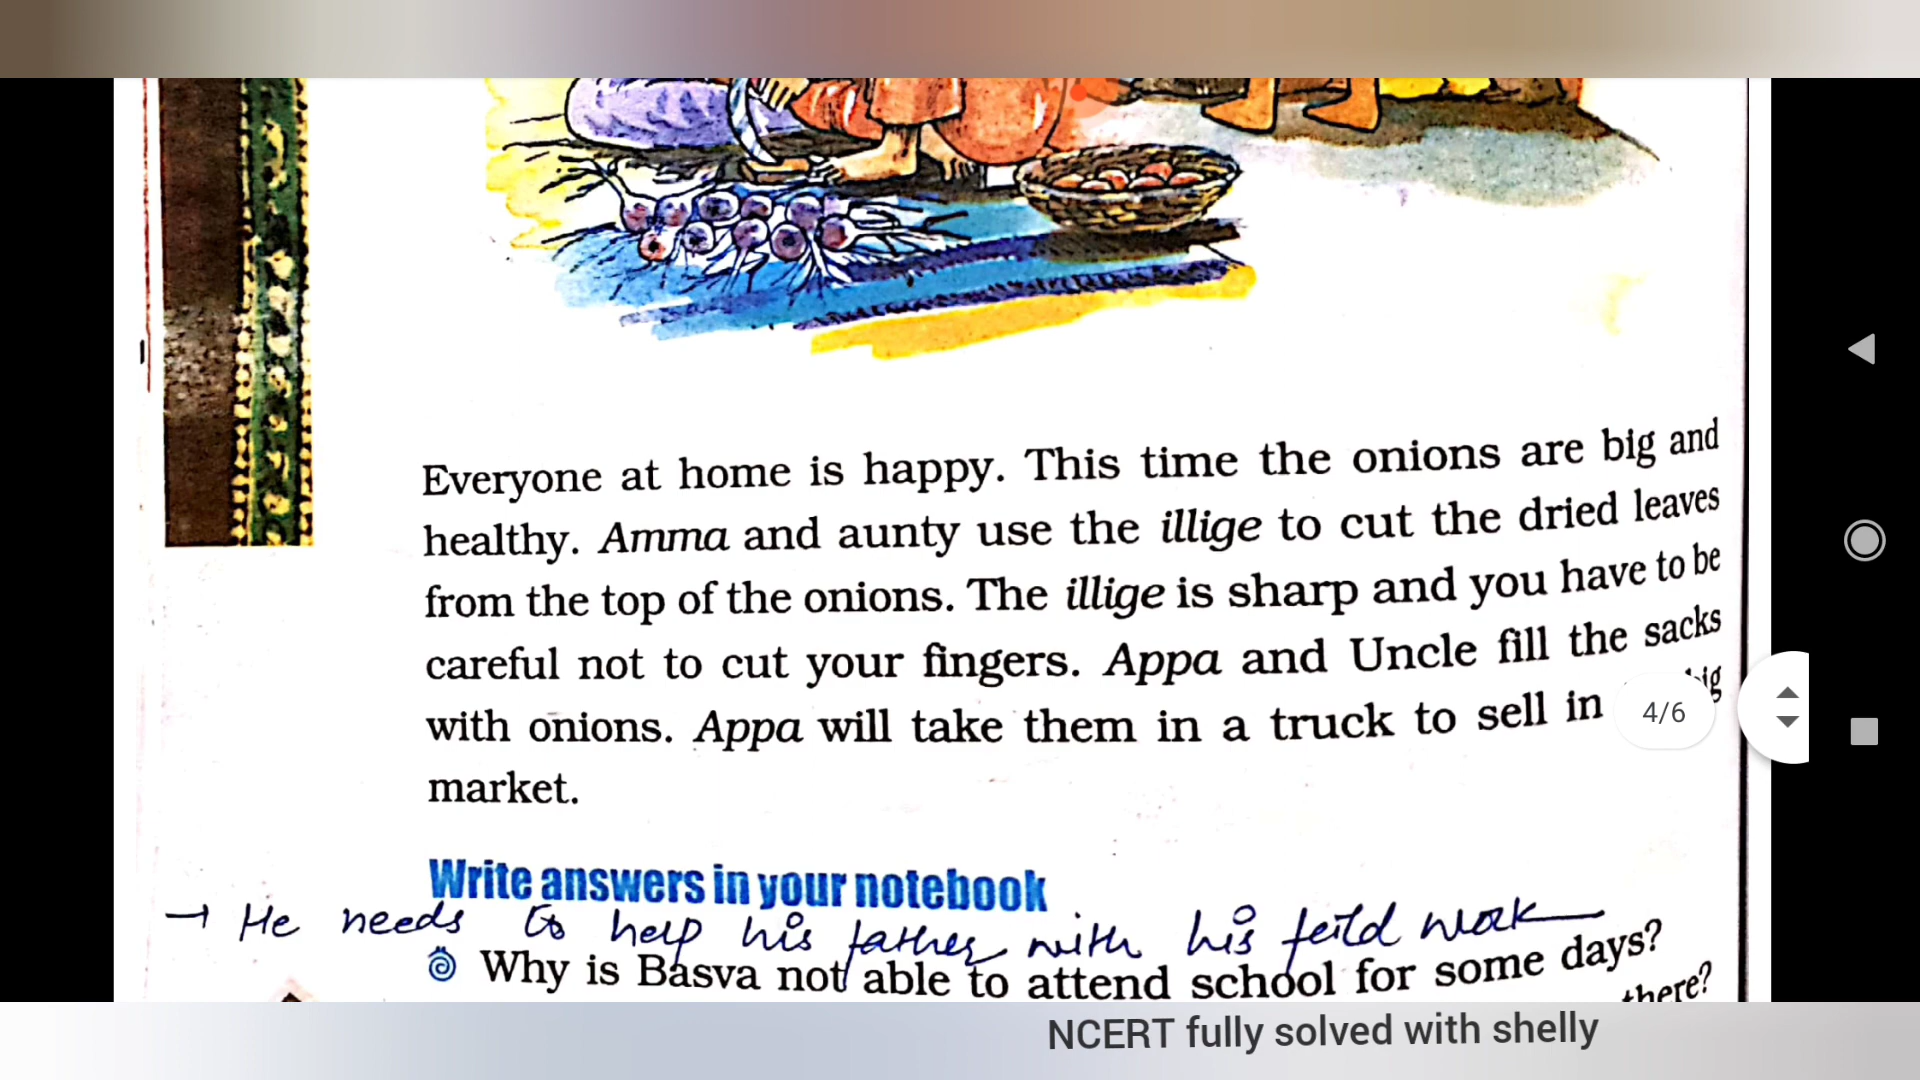 Everyone at home is happy. This time the onions are big and
healthy. Amma and aunty use the illige to cut the dried leaves
from the top of the onions. The illige is sharp and you have to be
careful not to cut your fingers. Appa and Uncle fill the sacks
with onions. Appa will take them in a truck to sell in
4/6
market.
Write answers in your notebook
→ He needs to help his father with his feild work
Why is Basva not able to attend school for some days?
there?
NCERT fully solved with shelly